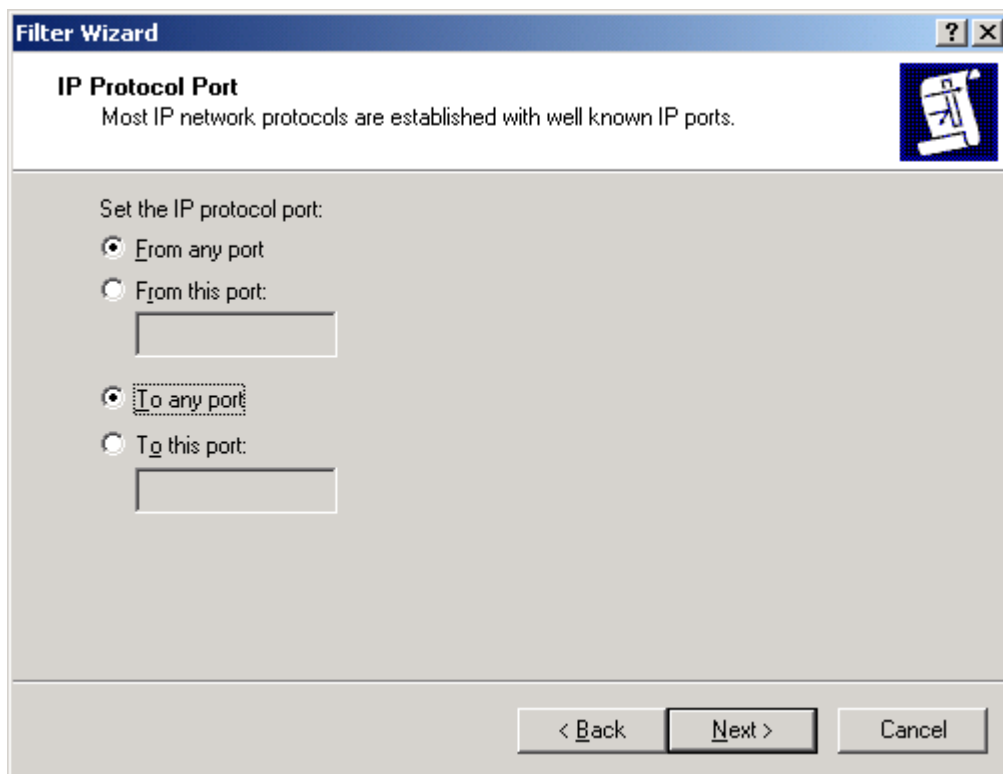 Filter Wizard
IP Protocol Port
Most IP network protocols are established with well known IP ports.
Set the IP protocol port:
From any port
From this port:
To any port
To this port:
< Back Next > Cancel